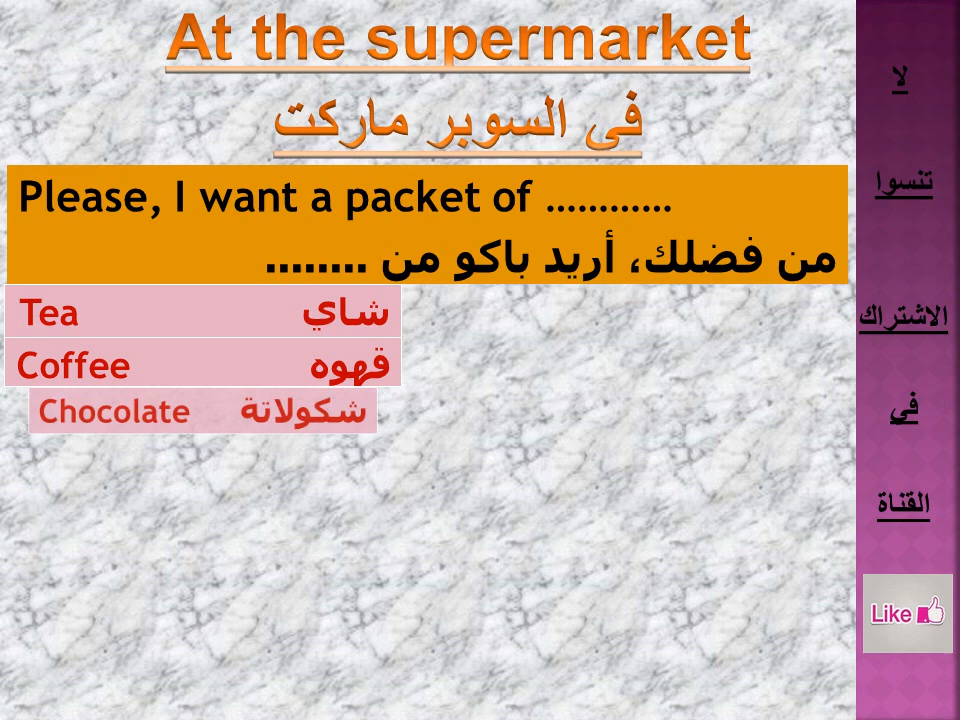 At the supermarket
فى السوبر ماركت
Please, I want a packet of …………
من فضلك، أريد باكو من ........
Tea شاي
Coffee قهوه
Chocolate شكولاتة
لا
تنسوا
الاشتراك
في
القناة
Like